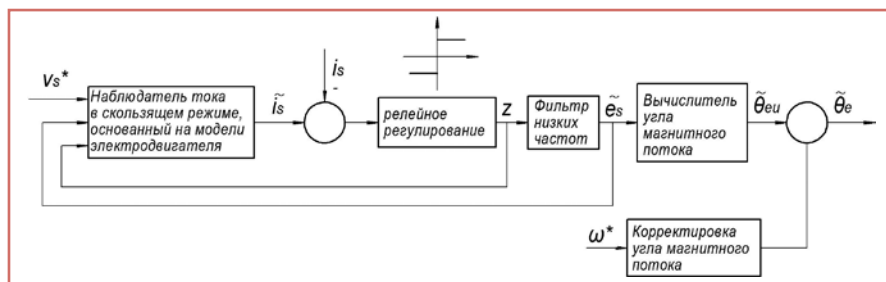 vs*
Наблюдатель тока
в скользящем режиме,
основанный на модели
электродвигателя
ĩs
is
-
релейное
регулирование
z
Фильтр
низких
частот
ẽs
Вычислитель
угла
магнитного
потока
θ̃eu
θ̃e
ω*
Корректировка
угла магнитного
потока